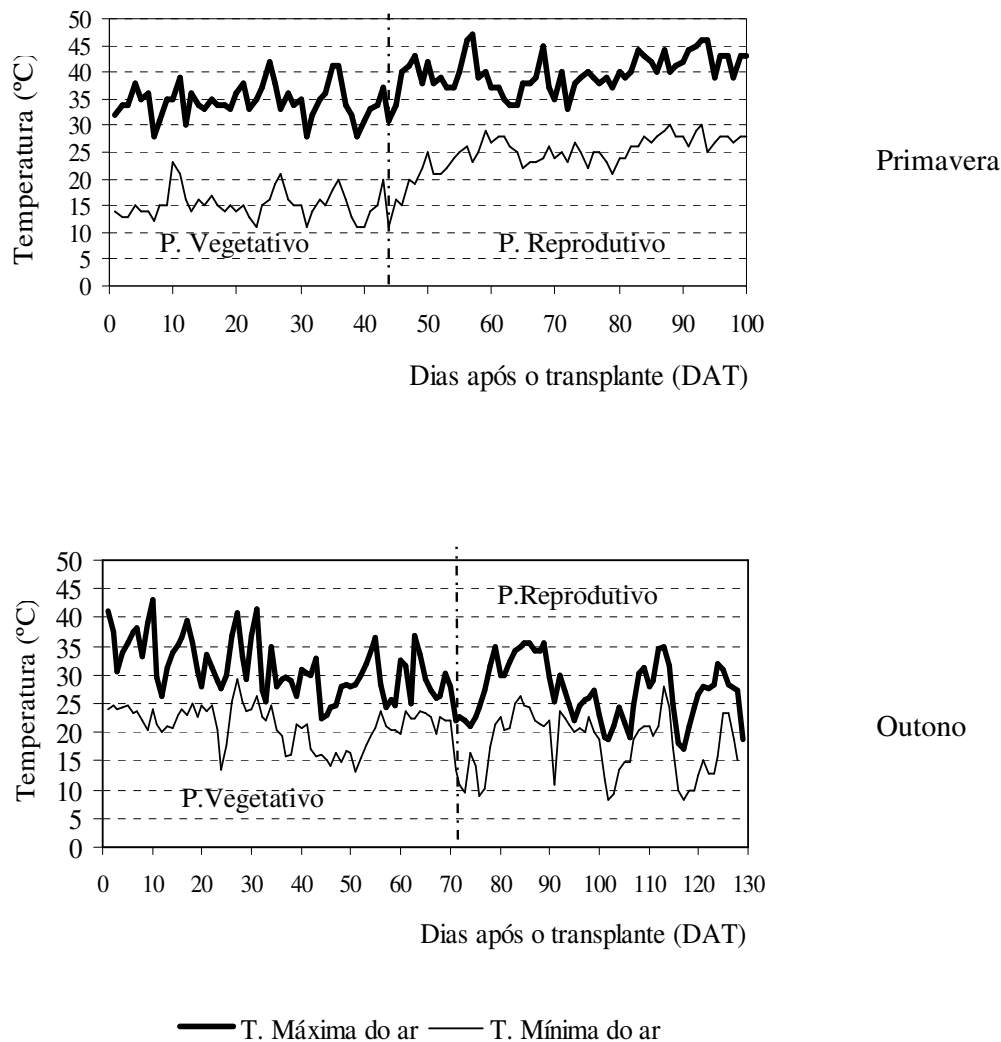 50
45
40
35
30
25
20
15
10
5
0
Temperatura (ºC)
P. Vegetativo
P. Reprodutivo
0 10 20 30 40 50 60 70 80 90 100
Dias após o transplante (DAT)
Primavera
50
45
40
35
30
25
20
15
10
5
0
Temperatura (ºC)
P.Reprodutivo
P.Vegetativo
0 10 20 30 40 50 60 70 80 90 100 110 120 130
Dias após o transplante (DAT)
Outono
T. Máxima do ar T. Mínima do ar